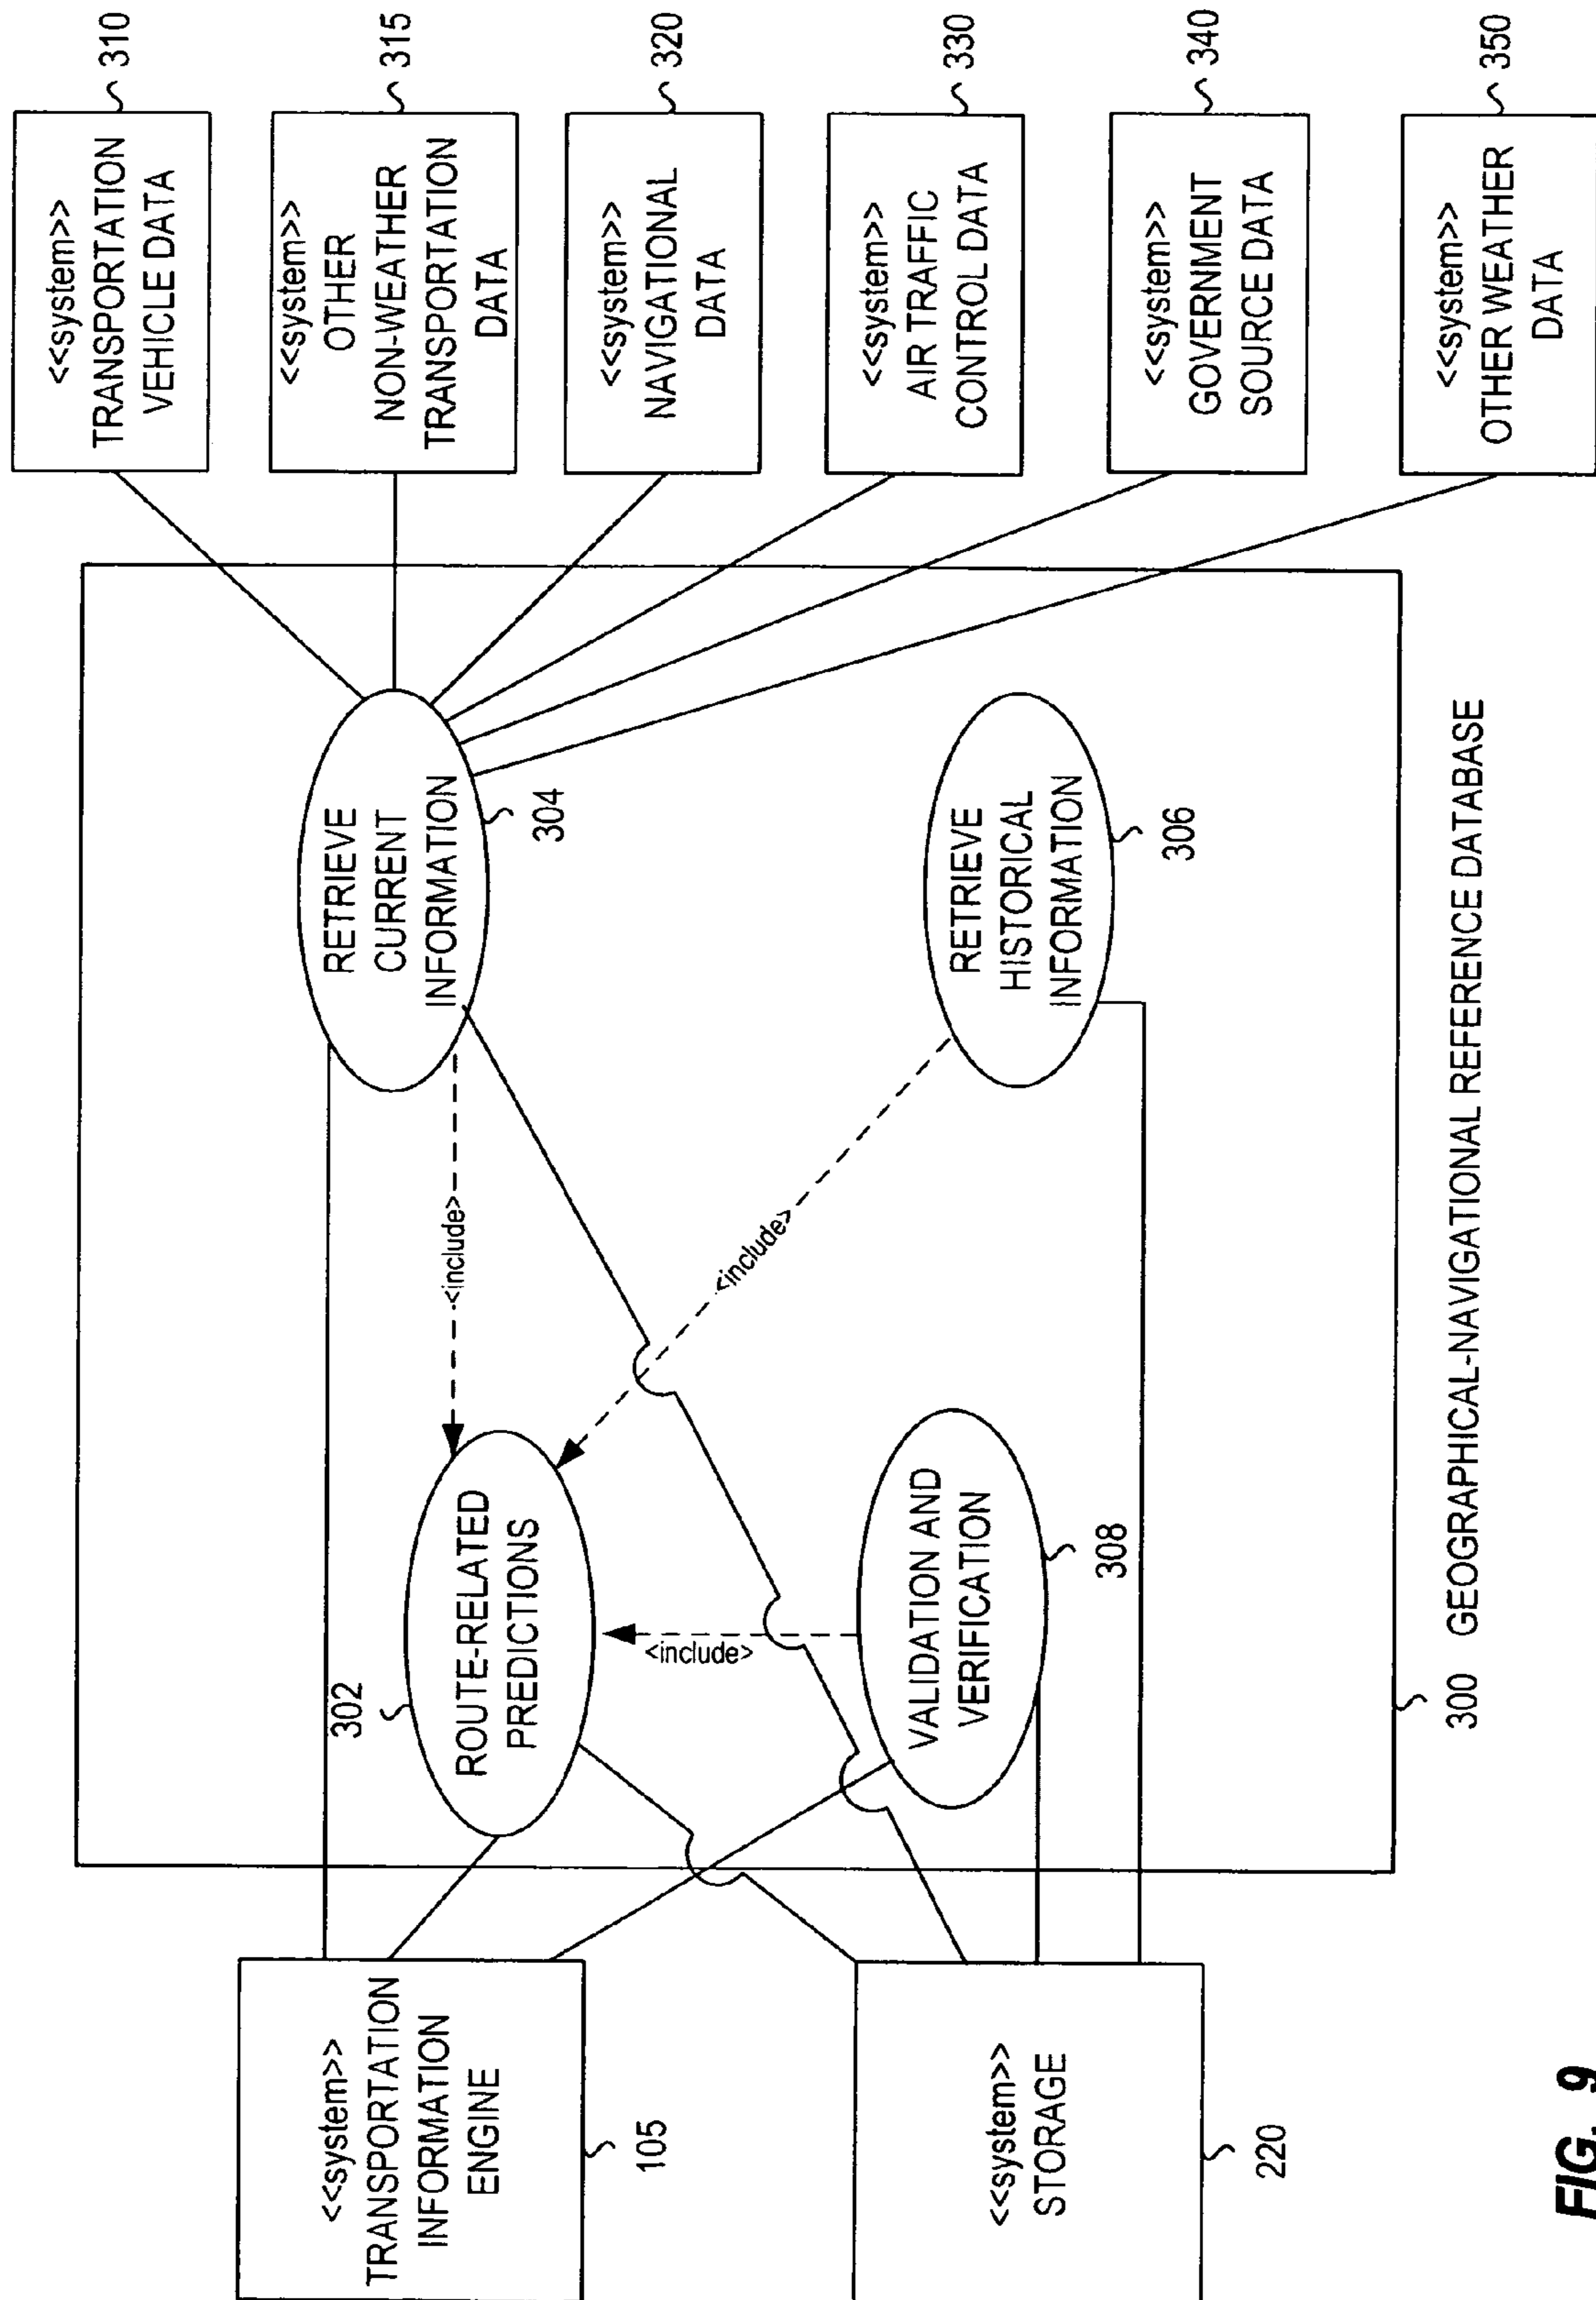 <<system>>
TRANSPORTATION
INFORMATION
ENGINE
105
<<system>>
STORAGE
220
302
ROUTE-RELATED
PREDICTIONS
<include>
VALIDATION AND
VERIFICATION
308
<include>
<include>
RETRIEVE
CURRENT
INFORMATION
304
RETRIEVE
HISTORICAL
INFORMATION
306
<<system>>
TRANSPORTATION
VEHICLE DATA
310
<<system>>
OTHER
NON-WEATHER
TRANSPORTATION
DATA
315
<<system>>
NAVIGATIONAL
DATA
320
<<system>>
AIR TRAFFIC
CONTROL DATA
330
<<system>>
GOVERNMENT
SOURCE DATA
340
<<system>>
OTHER WEATHER
DATA
350
300 GEOGRAPHICAL-NAVIGATIONAL REFERENCE DATABASE
FIG. 9